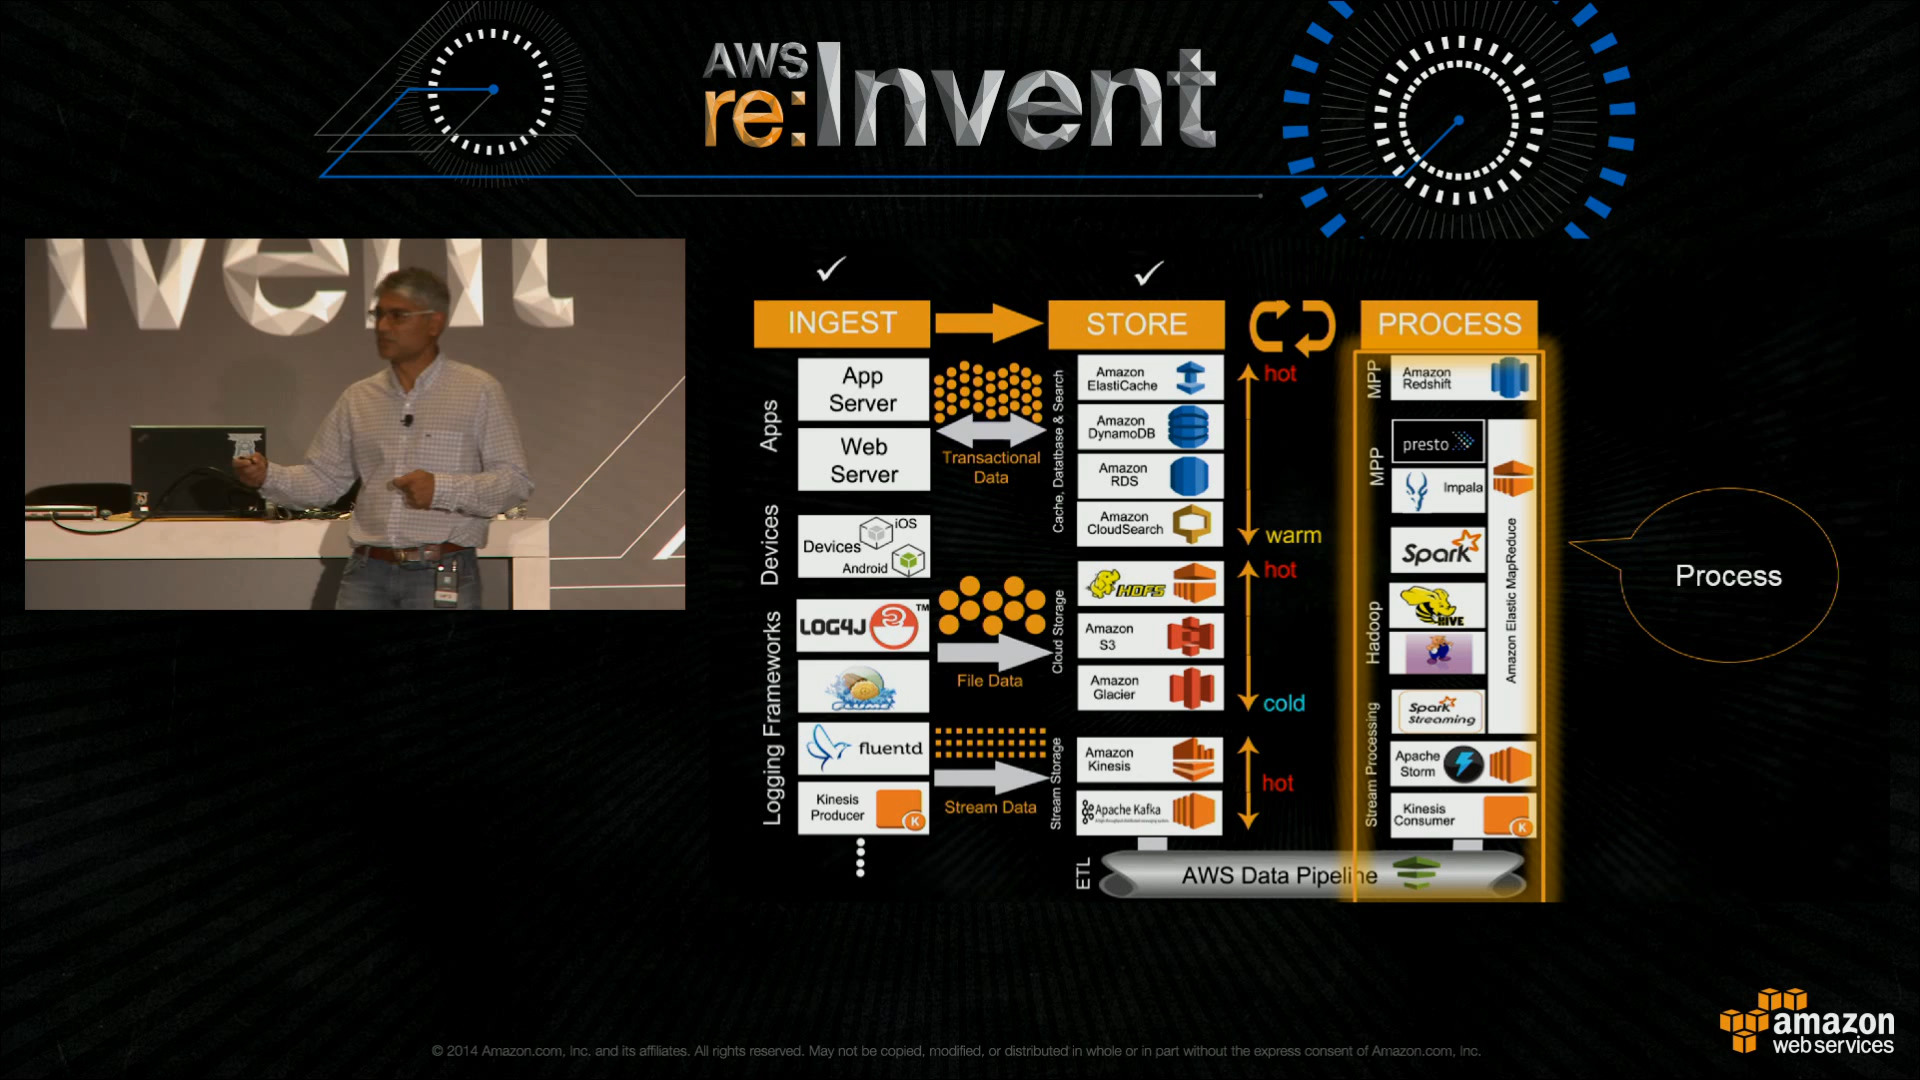 AWS
re:Invent
invent
INGEST
STORE
PROCESS
Apps
App
Server
Web
Server
Devices
Devices
iOS
Android
Logging Frameworks
LOG4J
TM
fluentd
Kinesis
Producer
K
Transactional
Data
File Data
Stream Data
Cache, Datatbase & Search
Amazon
ElastiCache
Amazon
DynamoDB
Amazon
RDS
Amazon
CloudSearch
Cloud Storage
HDFS
Amazon
S3
Amazon
Glacier
Stream Storage
Amazon
Kinesis
Apache Kafka
hot
warm
hot
cold
hot
MPP
Amazon
Redshift
MPP
presto
Impala
Spark
Hadoop
HIVE
Amazon Elastic MapReduce
Stream Processing
Spark
Streaming
Apache
Storm
Kinesis
Consumer
K
ETL
AWS Data Pipeline
Process
© 2014 Amazon.com, Inc. and its affiliates. All rights reserved. May not be copied, modified, or distributed in whole or in part without the express consent of Amazon.com, Inc.
amazon
web services